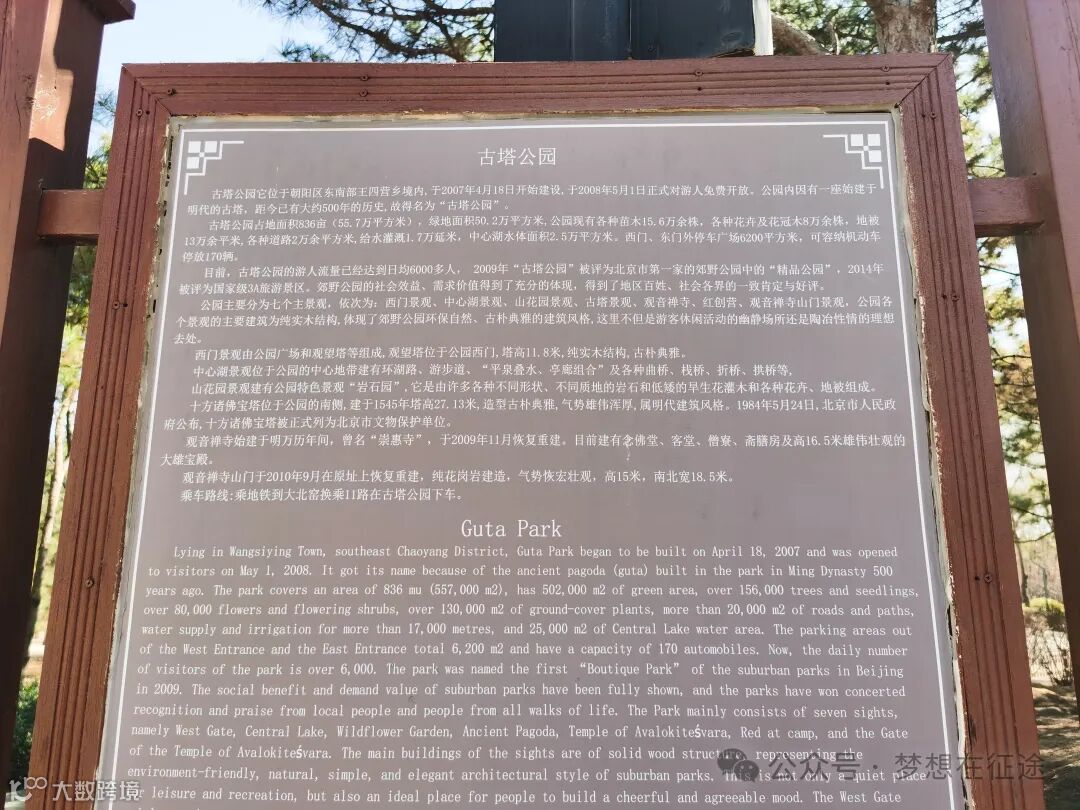 古塔公园
古塔公园它位于朝阳区东南部王四营乡境内,于2007年4月18日开始建设,于2008年5月1日正式对游人免费开放。公园内因有一座始建于
明代的古塔，距今已有大约500年的历史,故得名为“古塔公园”。
古塔公园占地面积836亩（55.7万平方米），绿地面积50.2万平方米,公园现有各种苗木15.6万余株，各种花卉及花冠木8万余株，地被
13万余平米,各种道路2万余平方米,给水灌溉1.7万延米，中心湖水体面积2.5万平方米。西门、东门外停车广场6200平方米，可容纳机动车
停放170辆。
目前，古塔公园的游人流量已经达到日均6000多人， 2009年“古塔公园”被评为北京市第一家的郊野公园中的“精品公园”，2014年
被评为国家级3A旅游景区。郊野公园的社会效益、需求价值得到了充分的体现，得到了地区百姓、社会各界的一致肯定与好评。
公园主要分为七个主景观，依次为：西门景观、中心湖景观、山花园景观、古塔景观、观音禅寺、红创营、观音禅寺山门景观，公园各
个景观的主要建筑为纯实木结构,体现了郊野公园环保自然、古朴典雅的建筑风格,这里不但是游客休闲活动的幽静场所还是陶冶性情的理想
去处。
西门景观由公园广场和观望塔等组成,观望塔位于公园西门,塔高11.8米,纯实木结构,古朴典雅。
中心湖景观位于公园的中心地带建有环湖路、游步道、“平泉叠水、亭廊组合”及各种曲桥、栈桥、折桥、拱桥等,
山花园景观建有公园特色景观“岩石园”,它是由许多各种不同形状、不同质地的岩石和低矮的旱生花灌木和各种花卉、地被组成。
十方诸佛宝塔位于公园的南侧,建于1545年塔高27.13米,造型古朴典雅,气势雄伟浑厚,属明代建筑风格。1984年5月24日,北京市人民政
府公布,十方诸佛宝塔被正式列为北京市文物保护单位。
观音禅寺始建于明万历年间，曾名“崇惠寺”，于2009年11月恢复重建。目前建有念佛堂、客堂、僧寮、斋膳房及高16.5米雄伟壮观的
大雄宝殿。
观音禅寺山门于2010年9月在原址上恢复重建，纯花岗岩建造，气势恢宏壮观，高15米，南北宽18.5米。
乘车路线:乘地铁到大北窑换乘11路在古塔公园下车。
Guta Park
Lying in Wangsiying Town, southeast Chaoyang District, Guta Park began to be built on April 18, 2007 and was opened
to visitors on May 1, 2008. It got its name because of the ancient pagoda (guta) built in the park in Ming Dynasty 500
years ago. The park covers an area of 836 mu (557,000 m2), has 502,000 m2 of green area, over 156,000 trees and seedlings,
over 80,000 flowers and flowering shrubs, over 130,000 m2 of ground-cover plants, more than 20,000 m2 of roads and paths,
water supply and irrigation for more than 17,000 metres, and 25,000 m2 of Central Lake water area. The parking areas out
of the West Entrance and the East Entrance total 6,200 m2 and have a capacity of 170 automobiles. Now, the daily number
of visitors of the park is over 6,000. The park was named the first “Boutique Park” of the suburban parks in Beijing
in 2009. The social benefit and demand value of suburban parks have been fully shown, and the parks have won concerted
recognition and praise from local people and people from all walks of life. The Park mainly consists of seven sights,
namely West Gate, Central Lake, Wildflower Garden, Ancient Pagoda, Temple of Avalokiteśvara, Red at camp, and the Gate
of the Temple of Avalokiteśvara. The main buildings of the sights are of solid wood structure, representing the
environment-friendly, natural, simple, and elegant architectural style of suburban parks. This is not only a quiet place
for leisure and recreation, but also an ideal place for people to build a cheerful and agreeable mood. The West Gate
公众号 · 梦想在征途
大数跨境